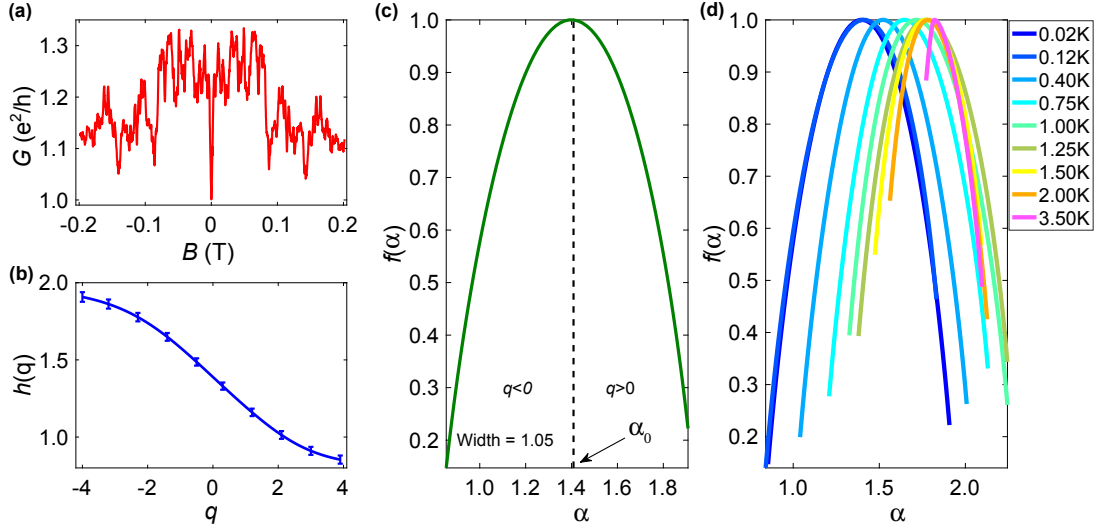 (a)
1.3
1.2
1.1
1.0
G (e²/h)
-0.2 -0.1 0 0.1 0.2
B (T)
(b)
2.0
1.5
1.0
h(q)
-4 -2 0 2 4
q
(c)
1.0
0.9
0.8
0.7
0.6
0.5
0.4
0.3
0.2
f(α)
q<0 q>0
Width = 1.05
α₀
1.0 1.2 1.4 1.6 1.8
α
(d)
1.0
0.9
0.8
0.7
0.6
0.5
0.4
0.3
0.2
f(α)
1.0 1.5 2.0
α
0.02K
0.12K
0.40K
0.75K
1.00K
1.25K
1.50K
2.00K
3.50K